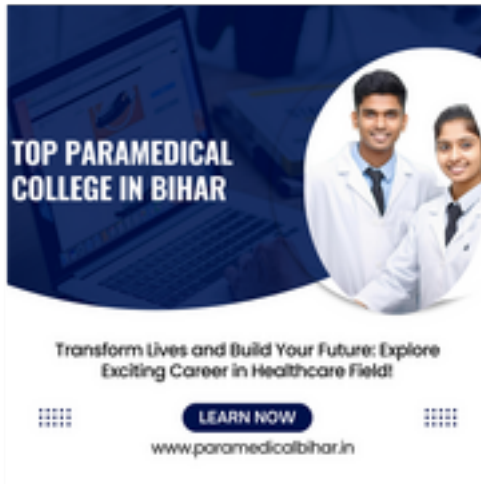 TOP PARAMEDICAL
COLLEGE IN BIHAR
Transform Lives and Build Your Future: Explore
Exciting Career in Healthcare Field!
LEARN NOW
www.paramedicalbihar.in